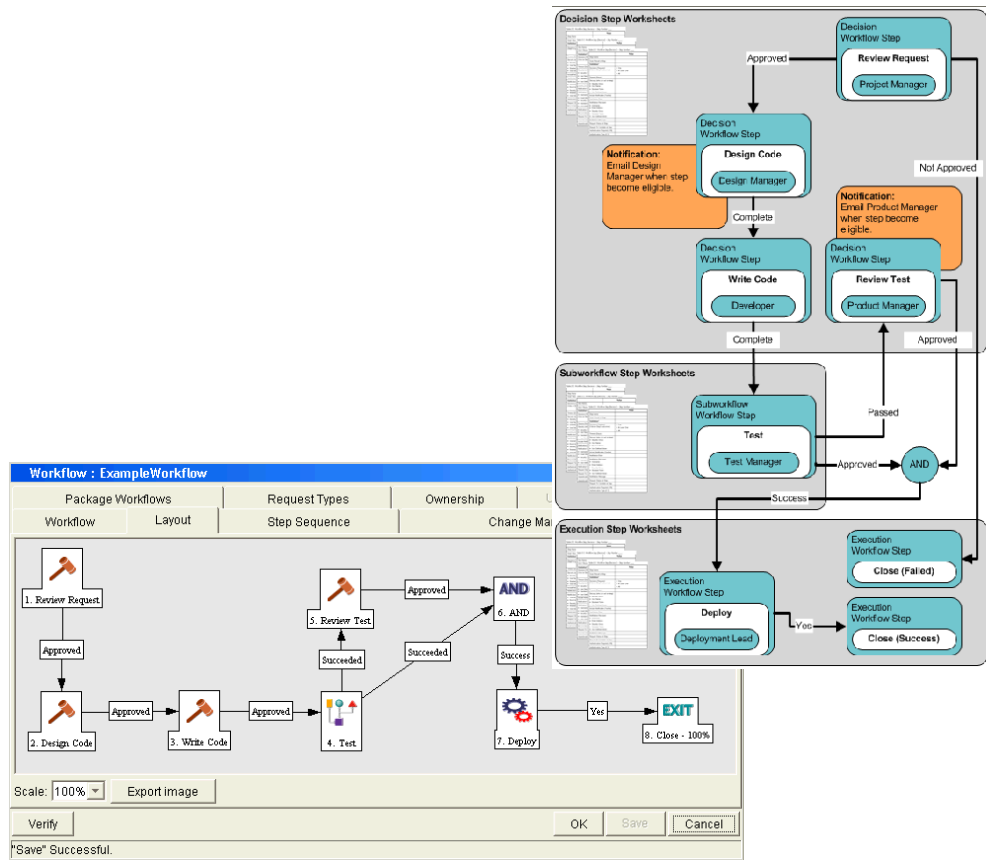 Decision Step Worksheets
Decision
Workflow Step
Review Request
Project Manager
Approved
Decision
Workflow Step
Design Code
Design Manager
Notification:
Email Design
Manager when step
become eligible.
Not Approved
Notification:
Email Product Manager
when step become
eligible.
Complete
Decision
Workflow Step
Write Code
Developer
Decision
Workflow Step
Review Test
Product Manager
Complete
Approved
Subworkflow Step Worksheets
Subworkflow
Workflow Step
Test
Test Manager
Passed
Approved
AND
Success
Execution Step Worksheets
Execution
Workflow Step
Close (Failed)
Execution
Workflow Step
Deploy
Deployment Lead
Yes
Execution
Workflow Step
Close (Success)
Workflow : ExampleWorkflow
Package Workflows
Request Types
Ownership
Workflow
Layout
Step Sequence
Change Ma
1. Review Request
Approved
2. Design Code
Approved
3. Write Code
Approved
4. Test
Succeeded
5. Review Test
Approved
Succeeded
AND
6. AND
Success
7. Deploy
Yes
EXIT
8. Close - 100%
Scale: 100%
Export image
Verify
OK
Save
Cancel
"Save" Successful.